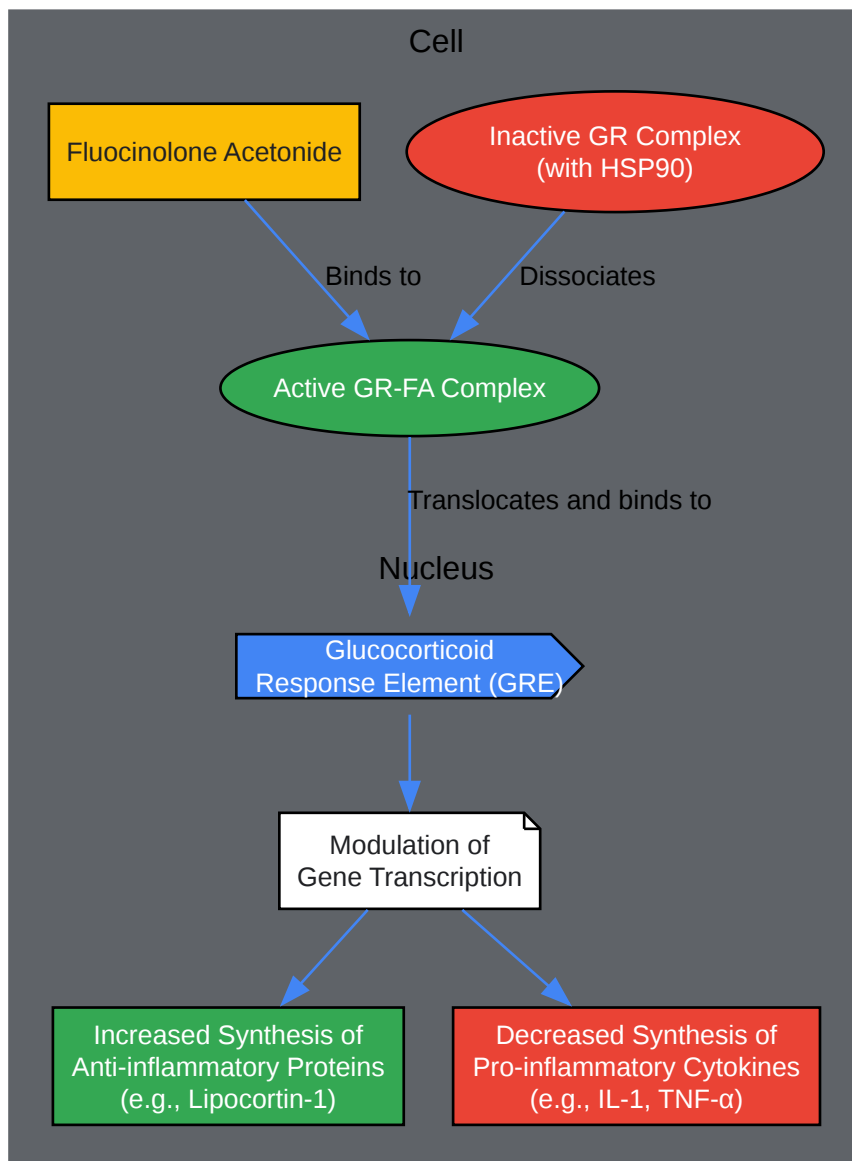 Cell
Fluocinolone Acetonide
Inactive GR Complex
(with HSP90)
Binds to
Dissociates
Active GR-FA Complex
Translocates and binds to
Nucleus
Glucocorticoid
Response Element (GRE)
Modulation of
Gene Transcription
Increased Synthesis of
Anti-inflammatory Proteins
(e.g., Lipocortin-1)
Decreased Synthesis of
Pro-inflammatory Cytokines
(e.g., IL-1, TNF-α)